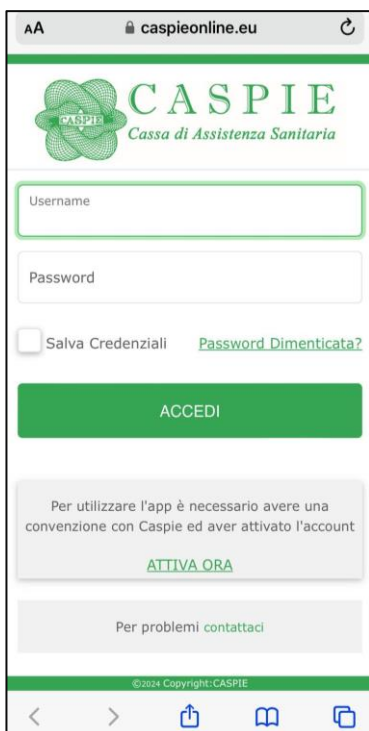 AA caspieonline.eu
CASPIE
CASPIE
Cassa di Assistenza Sanitaria
Username
Password
Salva Credenziali Password Dimenticata?
ACCEDI
Per utilizzare l'app è necessario avere una
convenzione con Caspie ed aver attivato l'account
ATTIVA ORA
Per problemi contattaci
©2024 Copyright:CASPIE